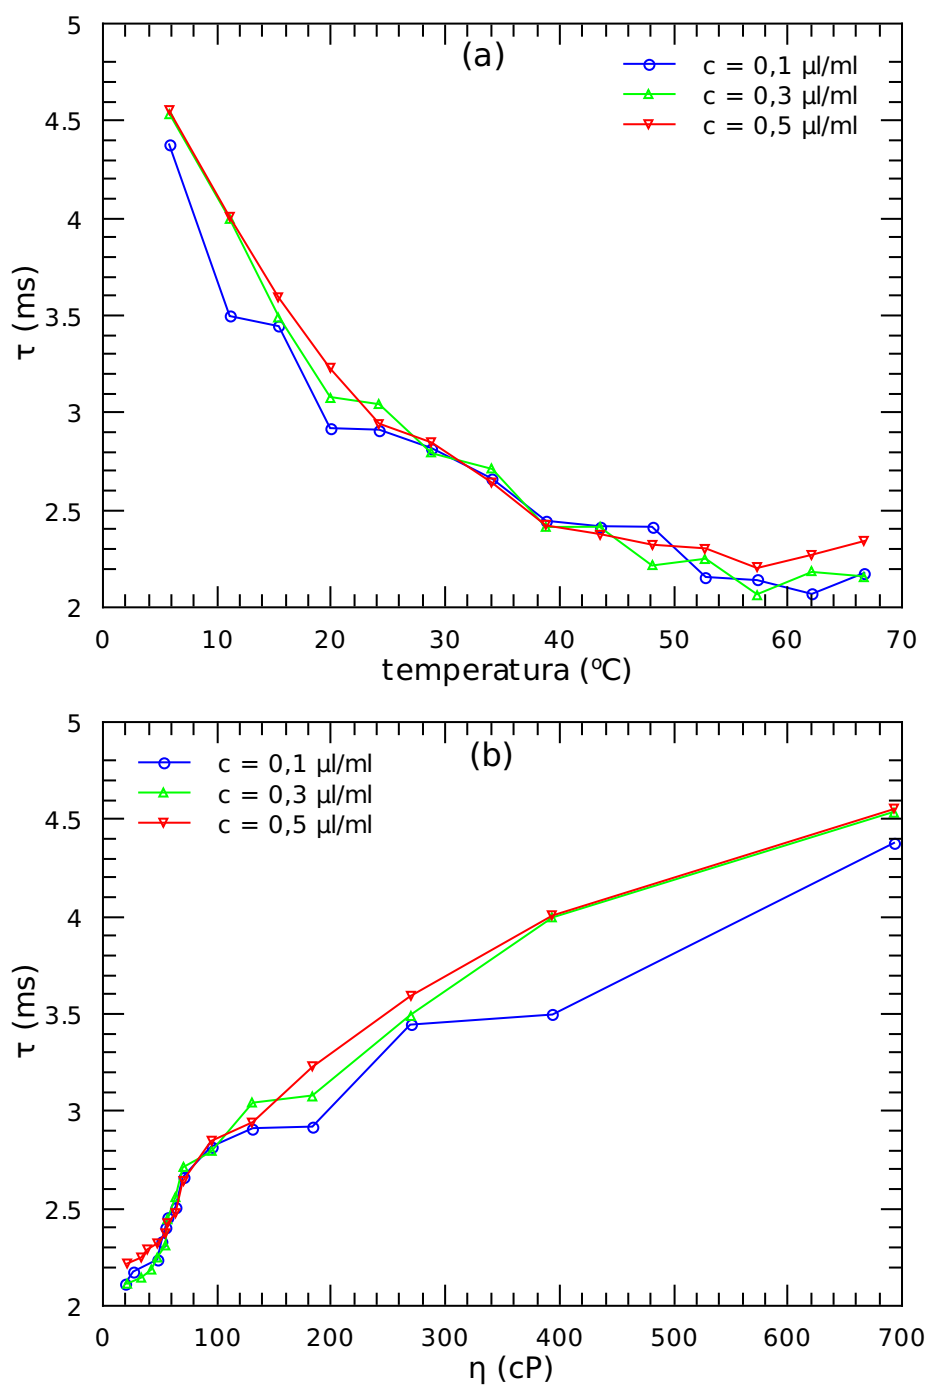 (a)
c = 0,1 µl/ml
c = 0,3 µl/ml
c = 0,5 µl/ml
5
4.5
4
3.5
3
2.5
2
τ (ms)
0 10 20 30 40 50 60 70
temperatura (°C)
(b)
c = 0,1 µl/ml
c = 0,3 µl/ml
c = 0,5 µl/ml
5
4.5
4
3.5
3
2.5
2
τ (ms)
0 100 200 300 400 500 600 700
η (cP)